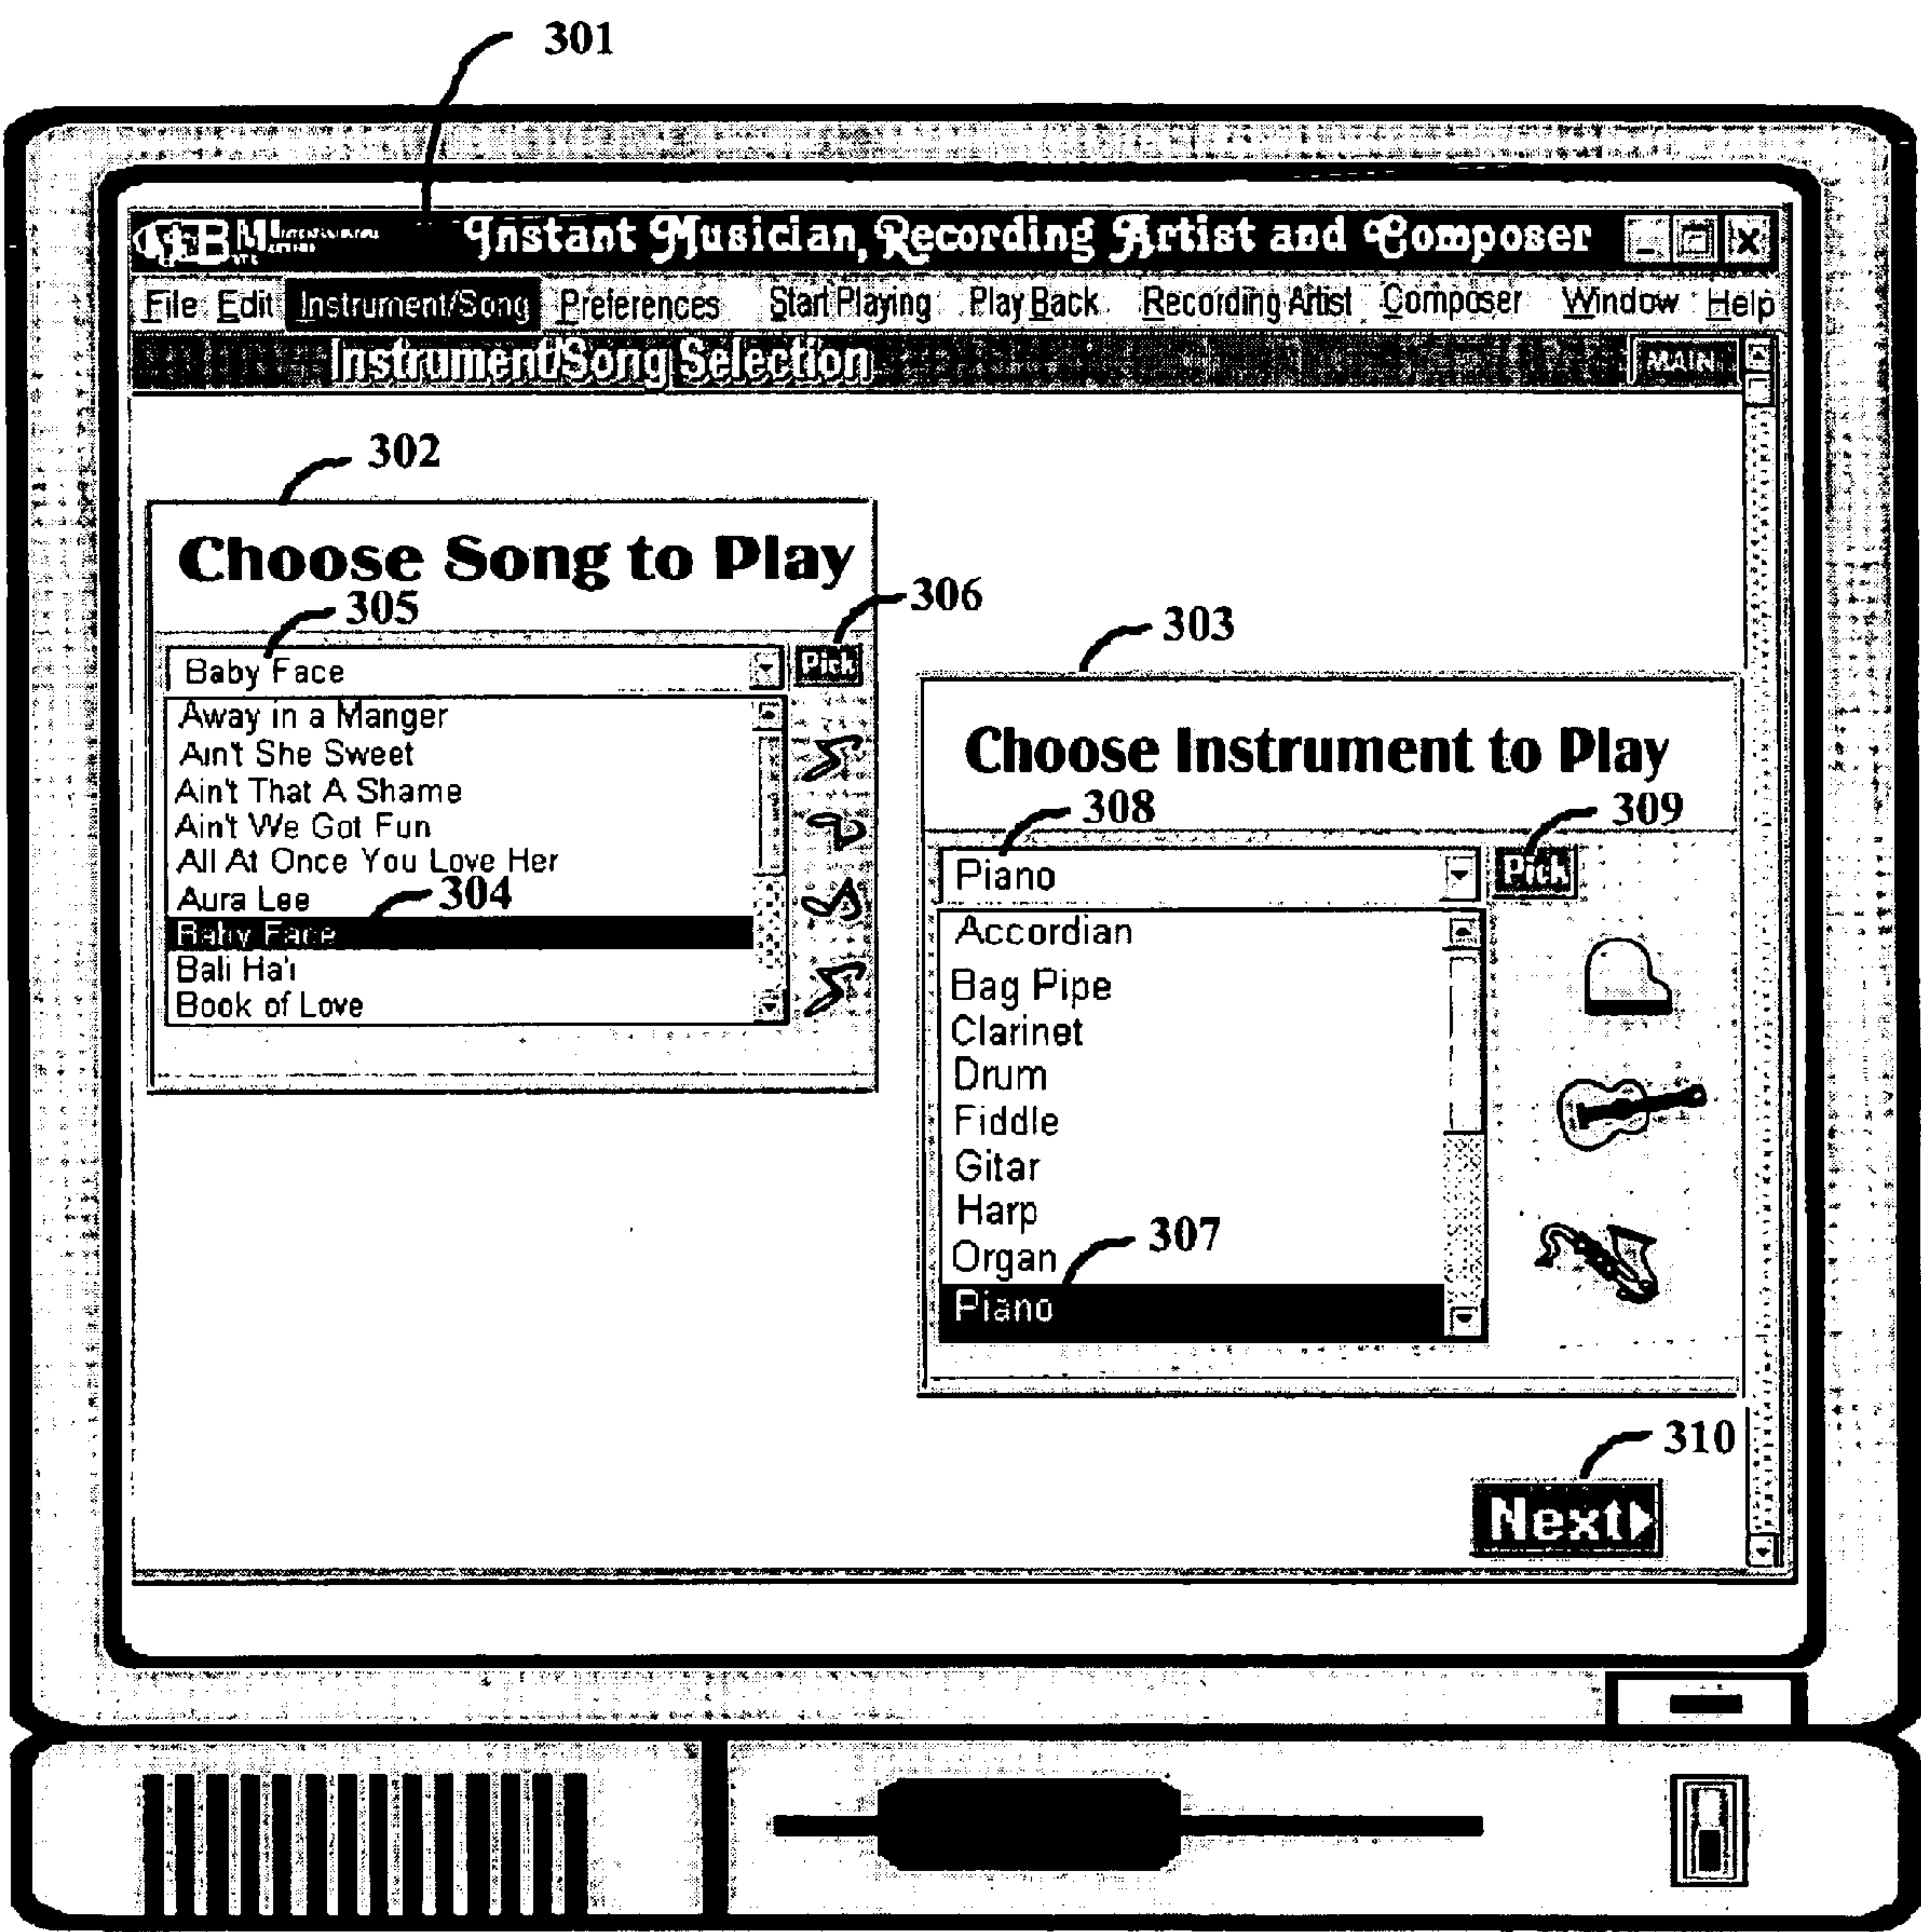 301
Instant Musician, Recording Artist and Composer
File Edit Instrument/Song Preferences Start Playing Play Back Recording Artist Composer Window Help
Instrument/Song Selection MAIN
302
Choose Song to Play
305
306
Baby Face Pick
Away in a Manger
Ain't She Sweet
Ain't That A Shame
Ain't We Got Fun
All At Once You Love Her
Aura Lee
304
Baby Face
Bali Ha'i
Book of Love
303
Choose Instrument to Play
308
309
Piano Pick
Accordian
Bag Pipe
Clarinet
Drum
Fiddle
Gitar
Harp
Organ
307
Piano
310
Next